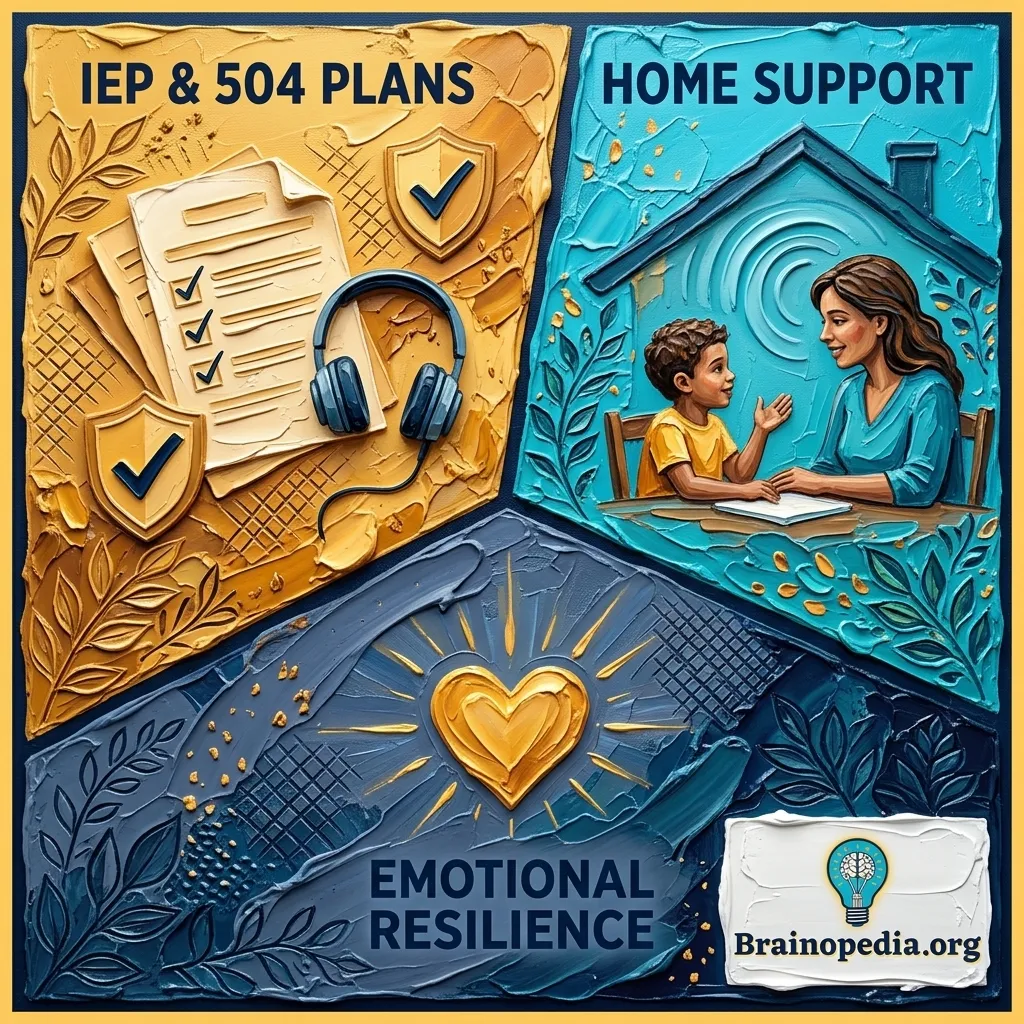 IEP & 504 PLANS
HOME SUPPORT
EMOTIONAL
RESILIENCE
Brainopedia.org